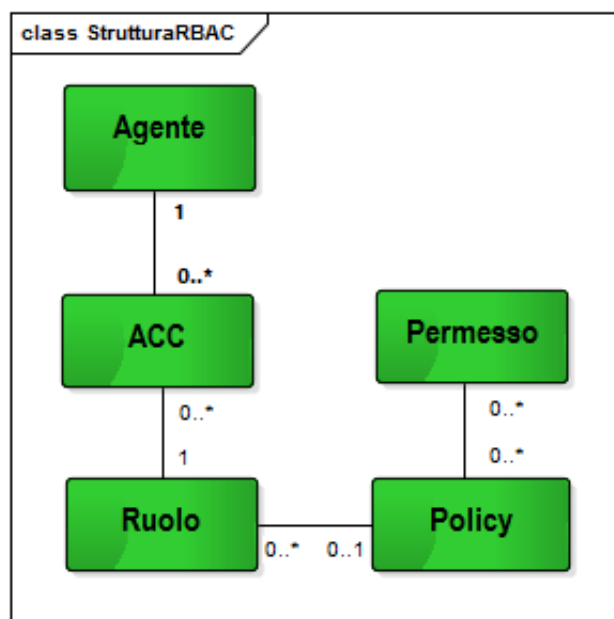 class StrutturaRBAC
Agente
1
0..*
ACC
Permesso
0..*
0..*
1
0..*
Ruolo
Policy
0..*
0..1